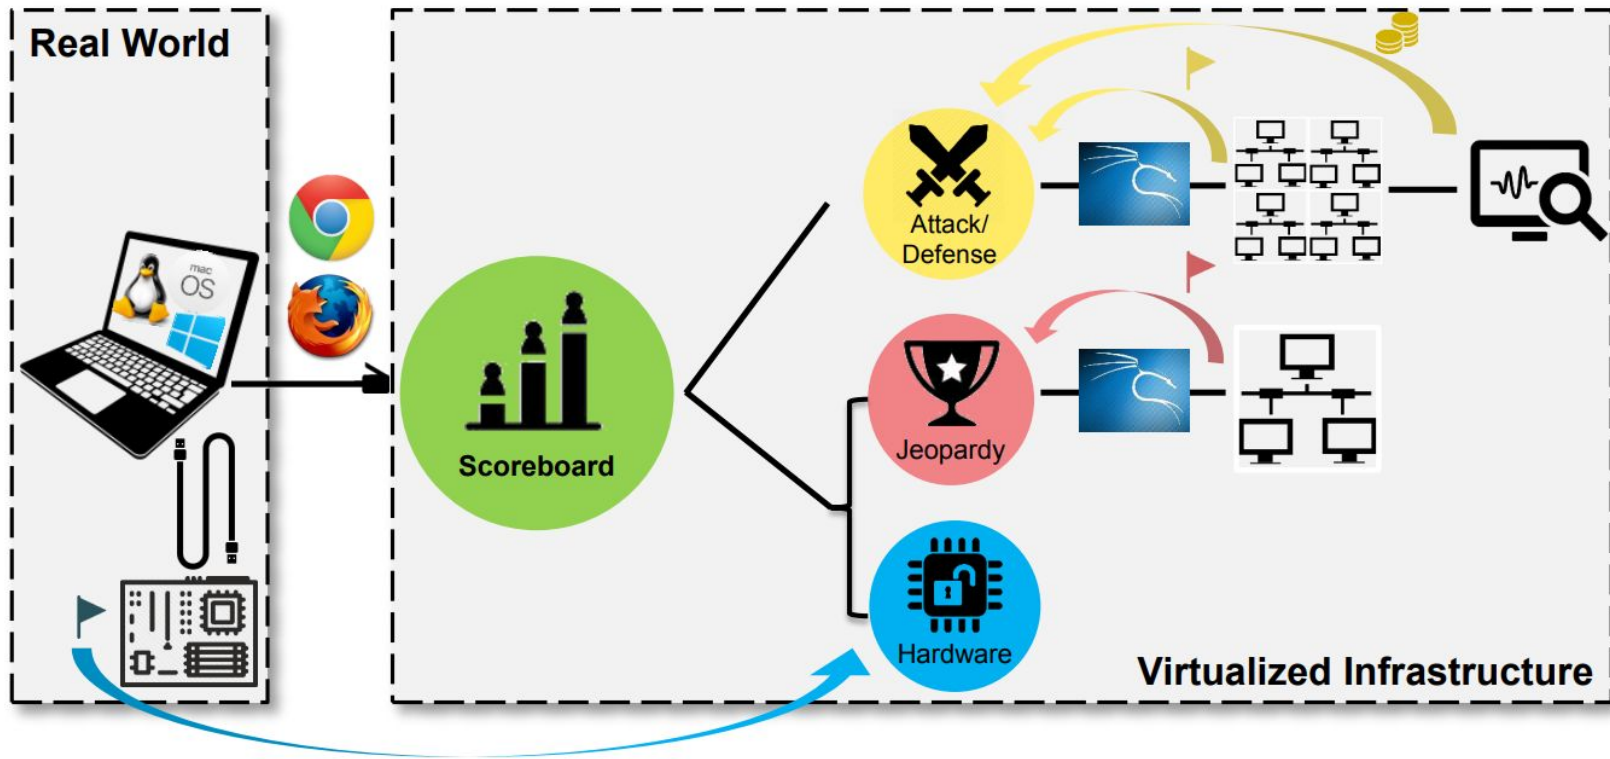 Real World
mac
OS
Scoreboard
Attack/
Defense
Jeopardy
Hardware
Virtualized Infrastructure